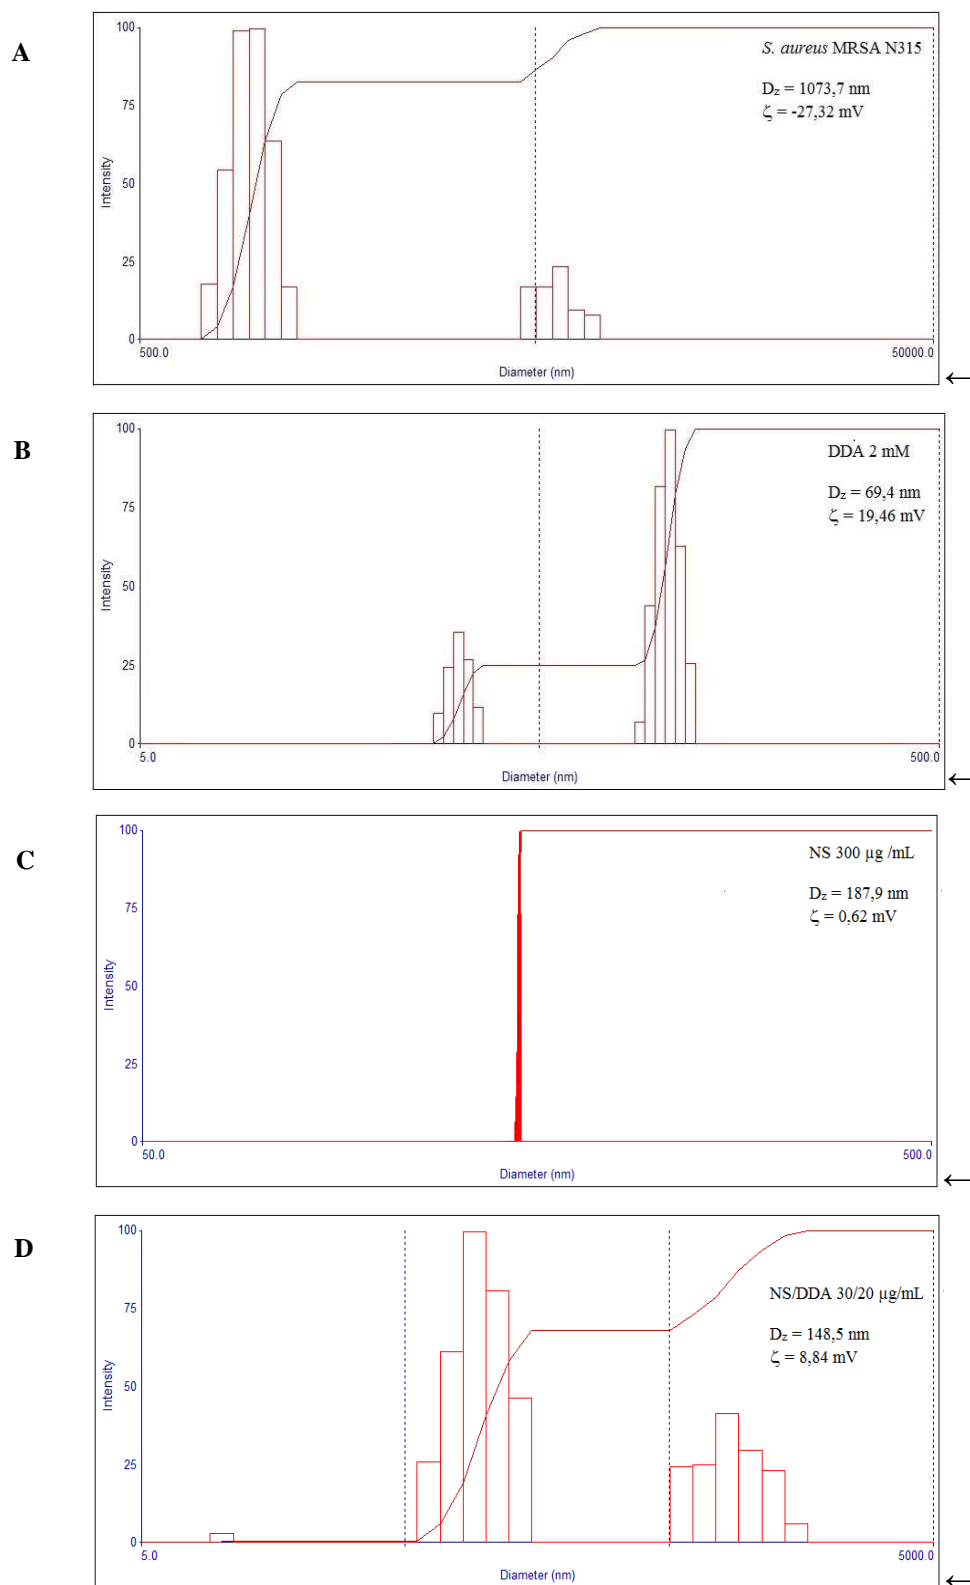 A
100
75
50
25
0
Intensity
S. aureus MRSA N315
Dz = 1073,7 nm
ζ = -27,32 mV
500.0
50000.0
Diameter (nm)
←
B
100
75
50
25
0
Intensity
DDA 2 mM
Dz = 69,4 nm
ζ = 19,46 mV
5.0
500.0
Diameter (nm)
←
C
100
75
50
25
0
Intensity
NS 300 µg /mL
Dz = 187,9 nm
ζ = 0,62 mV
50.0
500.0
Diameter (nm)
←
D
100
75
50
25
0
Intensity
NS/DDA 30/20 µg/mL
Dz = 148,5 nm
ζ = 8,84 mV
5.0
5000.0
Diameter (nm)
←